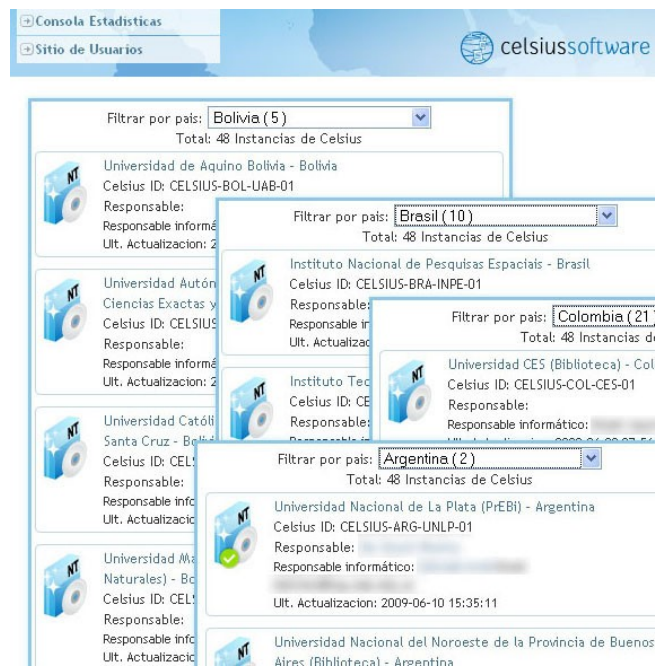 Consola Estadisticas
Sitio de Usuarios
celsiussoftware
Filtrar por pais: Bolivia (5)
Total: 48 Instancias de Celsius
Universidad de Aquino Bolivia - Bolivia
Celsius ID: CELSIUS-BOL-UAB-01
Responsable:
Responsable informá
Ult. Actualizacion: 2
Universidad Autón
Ciencias Exactas y
Celsius ID: CELSIUS
Responsable:
Responsable informá
Ult. Actualizacion: 2
Universidad Católi
Santa Cruz - Bolivi
Celsius ID: CELS
Responsable:
Responsable info
Ult. Actualizacio
Universidad Ma
Naturales) - Bo
Celsius ID: CELS
Responsable:
Responsable info
Ult. Actualizacio
Filtrar por pais: Brasil (10)
Total: 48 Instancias de Celsius
Instituto Nacional de Pesquisas Espaciais - Brasil
Celsius ID: CELSIUS-BRA-INPE-01
Responsable:
Responsable in
Ult. Actualizac
Instituto Tec
Celsius ID: CE
Responsable:
Filtrar por pais: Colombia (21)
Total: 48 Instancias de
Universidad CES (Biblioteca) - Col
Celsius ID: CELSIUS-COL-CES-01
Responsable:
Responsable informático:
Filtrar por pais: Argentina (2)
Total: 48 Instancias de Celsius
Universidad Nacional de La Plata (PrEBi) - Argentina
Celsius ID: CELSIUS-ARG-UNLP-01
Responsable:
Responsable informático:
Ult. Actualizacion: 2009-06-10 15:35:11
Universidad Nacional del Noroeste de la Provincia de Buenos
Aires (Biblioteca) - Argentina